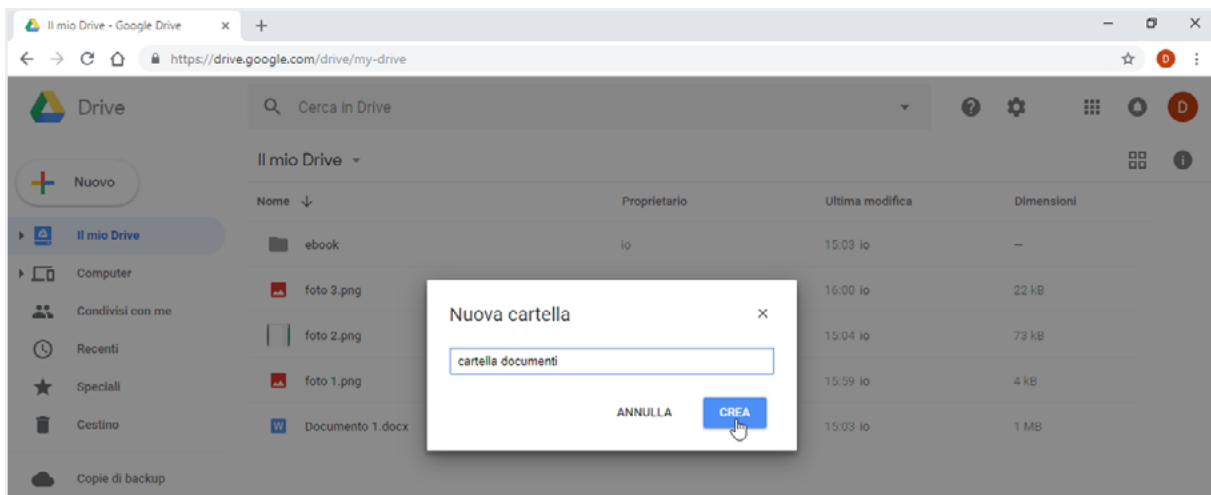 Il mio Drive - Google Drive
https://drive.google.com/drive/my-drive
D
Drive
Cerca in Drive
D
Nuovo
Il mio Drive
Nome Proprietario Ultima modifica Dimensioni
Il mio Drive
ebook io 15:03 io –
Computer
foto 3.png 16:00 io 22 kB
Condivisi con me
foto 2.png 15:04 io 73 kB
Recenti
foto 1.png 15:59 io 4 kB
Speciali
W Documento 1.docx 15:03 io 1 MB
Cestino
Copie di backup
Nuova cartella
cartella documenti
ANNULLA CREA